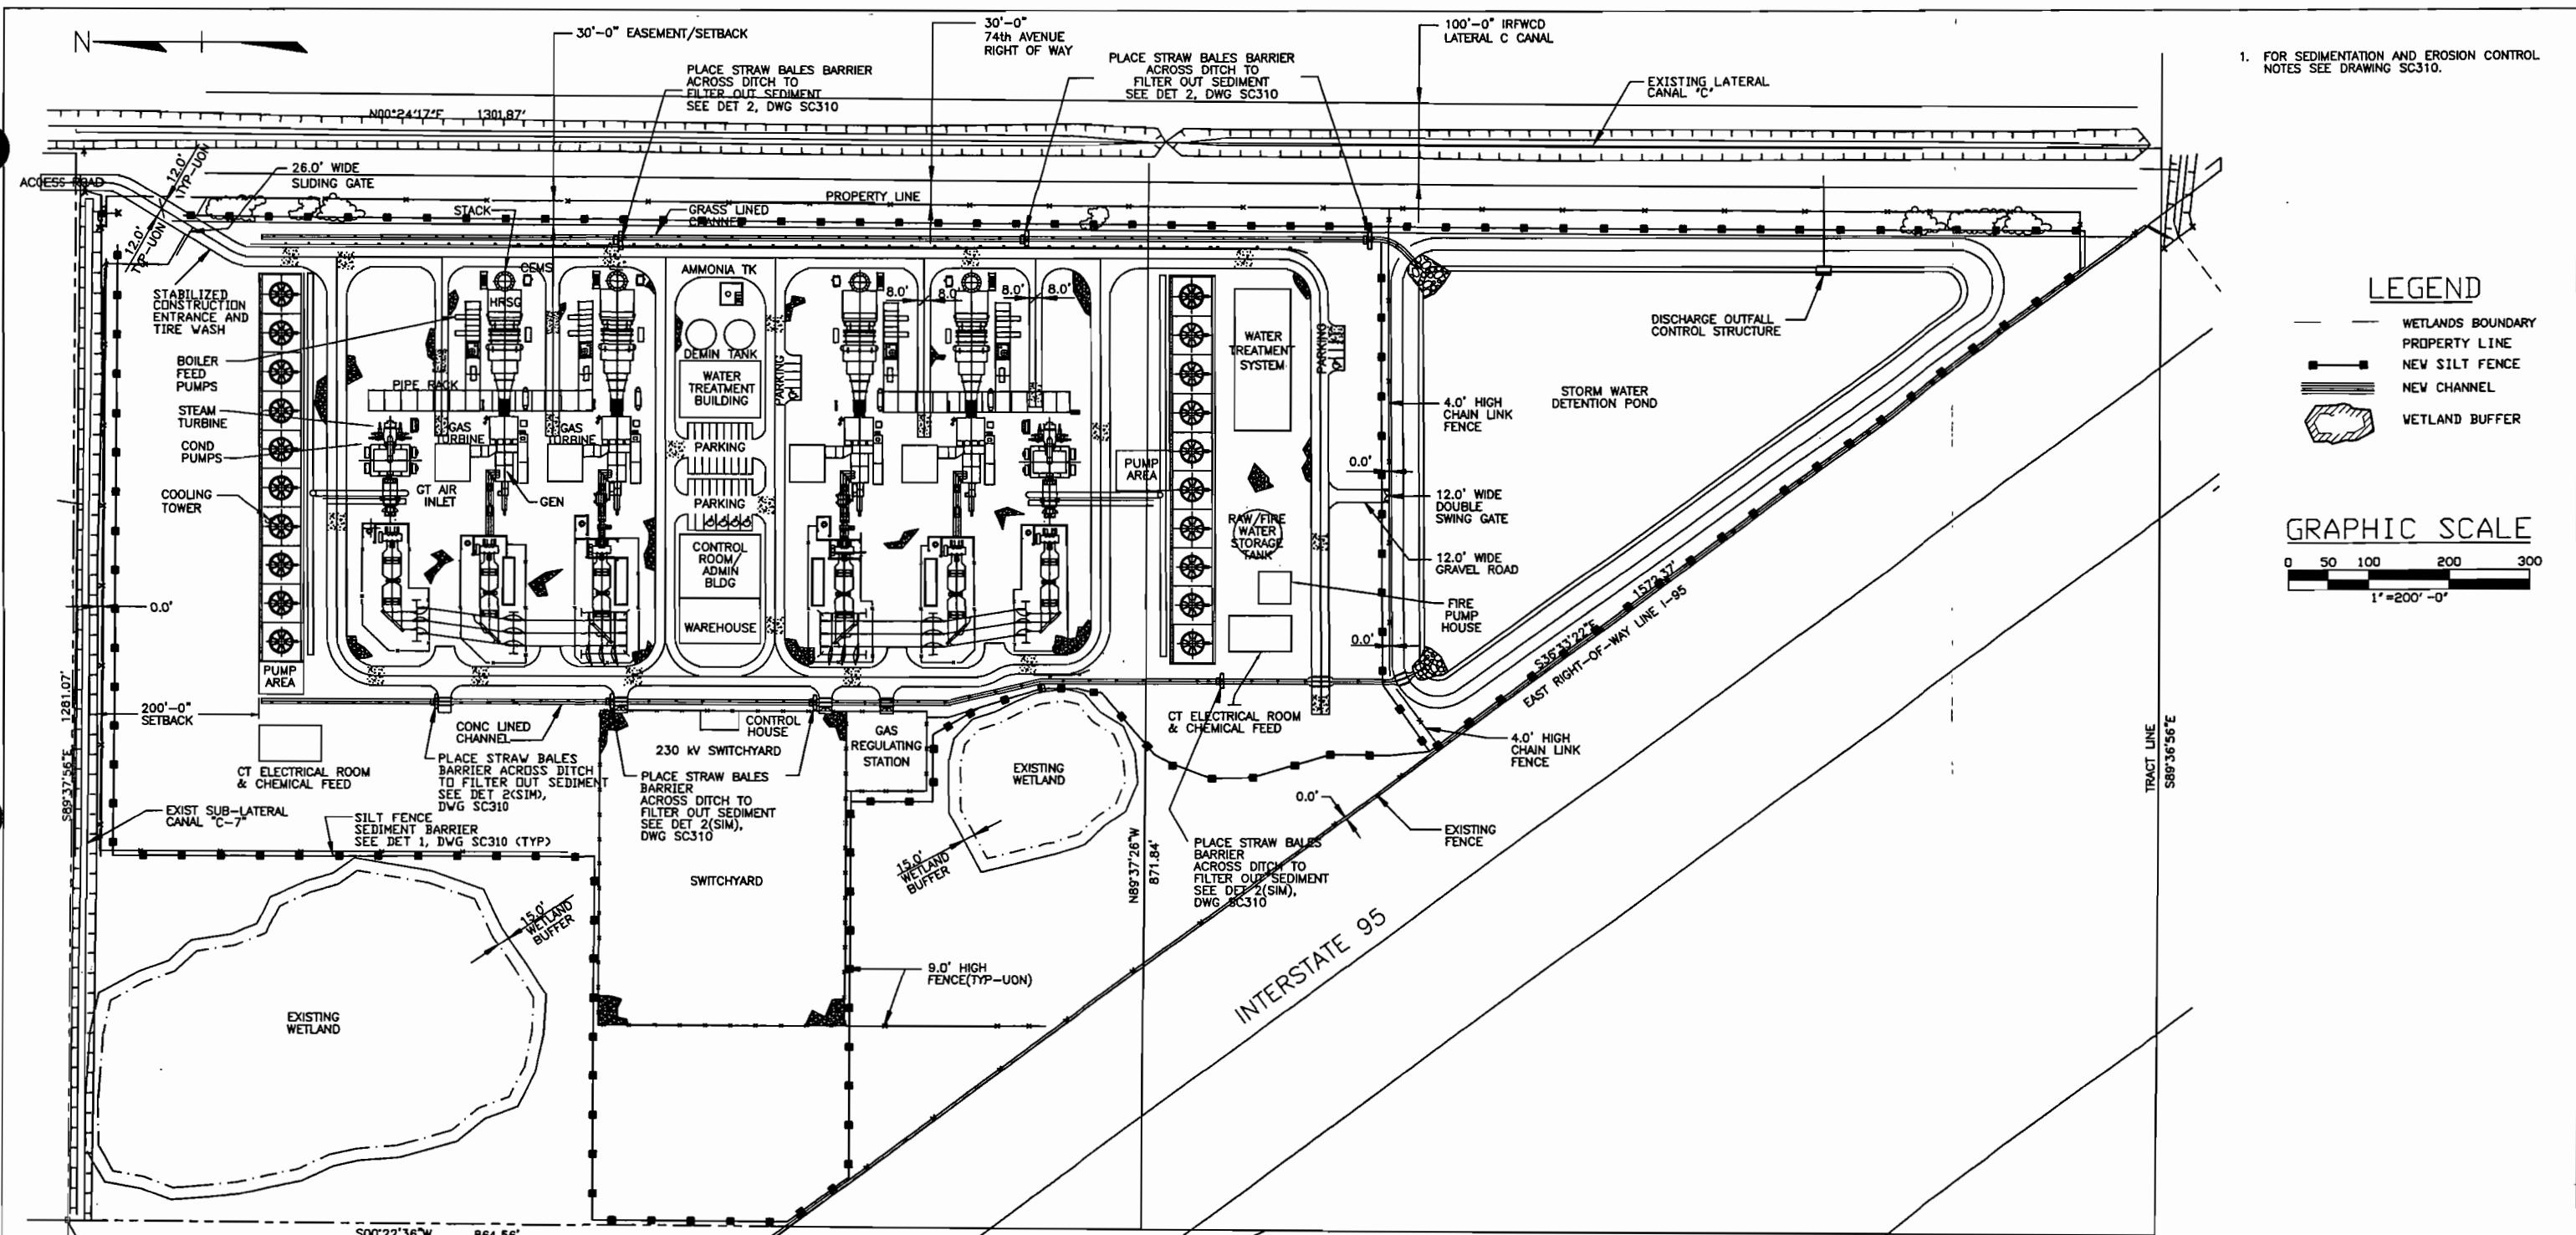 N
30'-0" EASEMENT/SETBACK
30'-0"
74th AVENUE
RIGHT OF WAY
100'-0" IRFWCD
LATERAL C CANAL
PLACE STRAW BALES BARRIER
ACROSS DITCH TO
FILTER OUT SEDIMENT
SEE DET 2, DWG SC310
PLACE STRAW BALES BARRIER
ACROSS DITCH TO
FILTER OUT SEDIMENT
SEE DET 2, DWG SC310
EXISTING LATERAL
CANAL "C"
1. FOR SEDIMENTATION AND EROSION CONTROL
NOTES SEE DRAWING SC310.
N00°24'17"E 1301.87'
ACCESS ROAD
12.0'
TYP-UON
12.0'
TYP-UON
26.0' WIDE
SLIDING GATE
STACK
GRASS LINED
CHANNEL
PROPERTY LINE
STABILIZED
CONSTRUCTION
ENTRANCE AND
TIRE WASH
CEMS
HRSG
AMMONIA TK
8.0'
8.0'
8.0'
8.0'
DEMIN TANK
BOILER
FEED
PUMPS
PIPE RACK
WATER
TREATMENT
BUILDING
PARKING
WATER
TREATMENT
SYSTEM
PARKING
DISCHARGE OUTFALL
CONTROL STRUCTURE
STORM WATER
DETENTION POND
4.0' HIGH
CHAIN LINK
FENCE
STEAM
TURBINE
COND
PUMPS
GAS
TURBINE
GAS
TURBINE
PARKING
PARKING
PUMP
AREA
0.0'
COOLING
TOWER
GT AIR
INLET
GEN
12.0' WIDE
DOUBLE
SWING GATE
RAW/FIRE
WATER
STORAGE
TANK
CONTROL
ROOM/
ADMIN
BLDG
12.0' WIDE
GRAVEL ROAD
0.0'
WAREHOUSE
FIRE
PUMP
HOUSE
0.0'
S36°33'22"E
1572.37'
EAST RIGHT-OF-WAY LINE I-95
PUMP
AREA
S89°37'56"E 1281.07'
200'-0"
SETBACK
CONC LINED
CHANNEL
CONTROL
HOUSE
230 kV SWITCHYARD
GAS
REGULATING
STATION
CT ELECTRICAL ROOM
& CHEMICAL FEED
4.0' HIGH
CHAIN LINK
FENCE
TRACT LINE
S89°36'56"E
CT ELECTRICAL ROOM
& CHEMICAL FEED
PLACE STRAW BALES
BARRIER ACROSS DITCH
TO FILTER OUT SEDIMENT
SEE DET 2(SIM),
DWG SC310
PLACE STRAW BALES
BARRIER
ACROSS DITCH TO
FILTER OUT SEDIMENT
SEE DET 2(SIM),
DWG SC310
EXISTING
WETLAND
0.0'
EXISTING
FENCE
EXIST SUB-LATERAL
CANAL "C-7"
SILT FENCE
SEDIMENT BARRIER
SEE DET 1, DWG SC310 (TYP)
PLACE STRAW BALES
BARRIER
ACROSS DITCH TO
FILTER OUT SEDIMENT
SEE DET 2(SIM),
DWG SC310
15.0'
WETLAND
BUFFER
N89°37'26"W
871.84'
SWITCHYARD
15.0'
WETLAND
BUFFER
9.0' HIGH
FENCE(TYP-UON)
INTERSTATE 95
EXISTING
WETLAND
S00°22'36"W 864.56'
LEGEND
WETLANDS BOUNDARY
PROPERTY LINE
NEW SILT FENCE
NEW CHANNEL
WETLAND BUFFER
GRAPHIC SCALE
0 50 100 200 300
1"=200'-0"